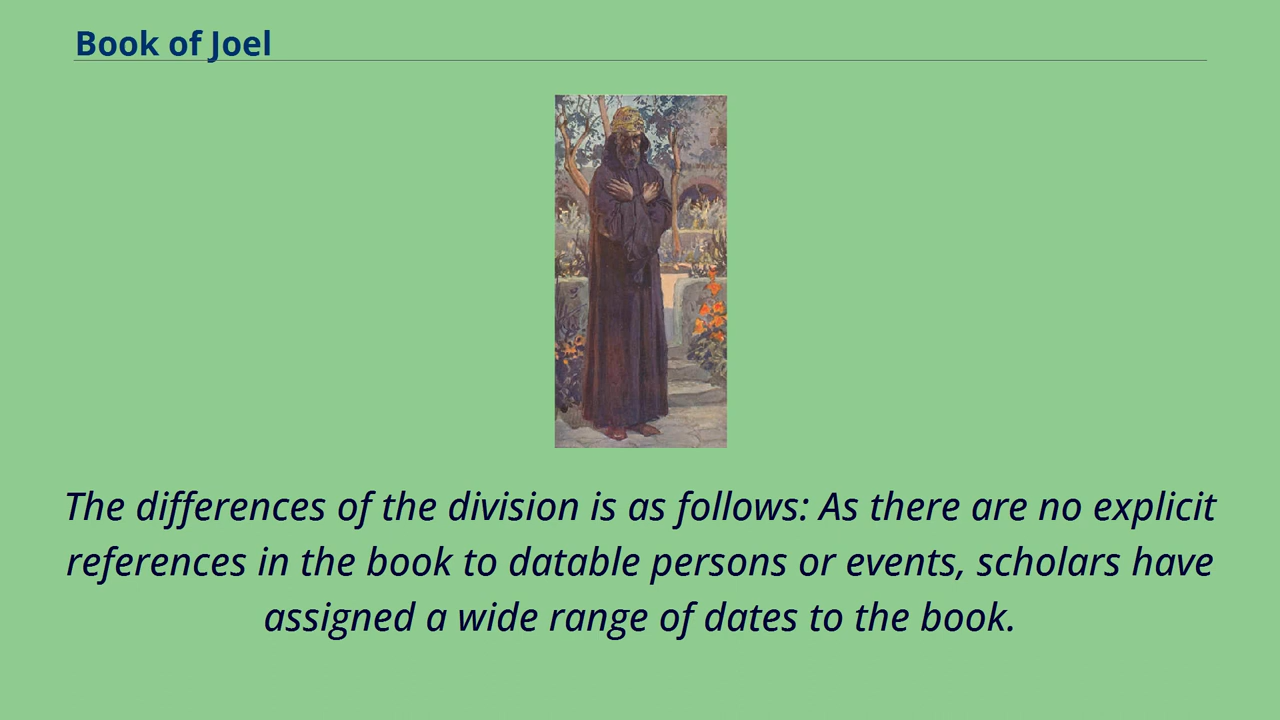 Book of Joel
The differences of the division is as follows: As there are no explicit
references in the book to datable persons or events, scholars have
assigned a wide range of dates to the book.